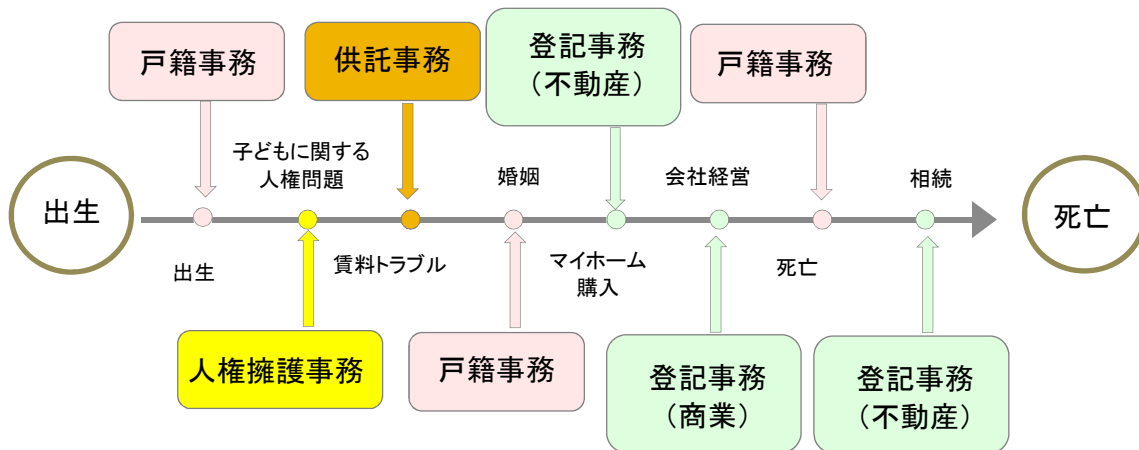 戸籍事務
供託事務
登記事務
（不動産）
戸籍事務
子どもに関する
人権問題
婚姻
会社経営
相続
出生
死亡
出生
賃料トラブル
マイホーム
購入
死亡
人権擁護事務
戸籍事務
登記事務
（商業）
登記事務
（不動産）